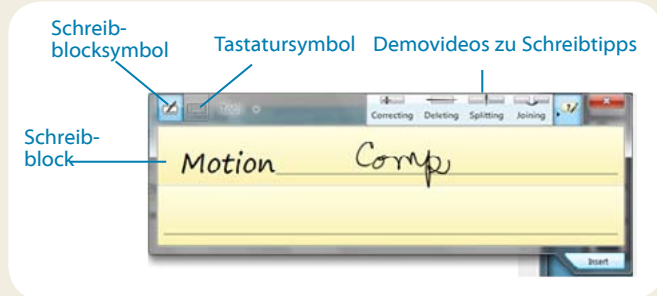 Schreib-
blocksymbol
Tastatursymbol
Demovideos zu Schreibtipps
Correcting Deleting Splitting Joining
Schreib-
block
Motion Comp
Insert